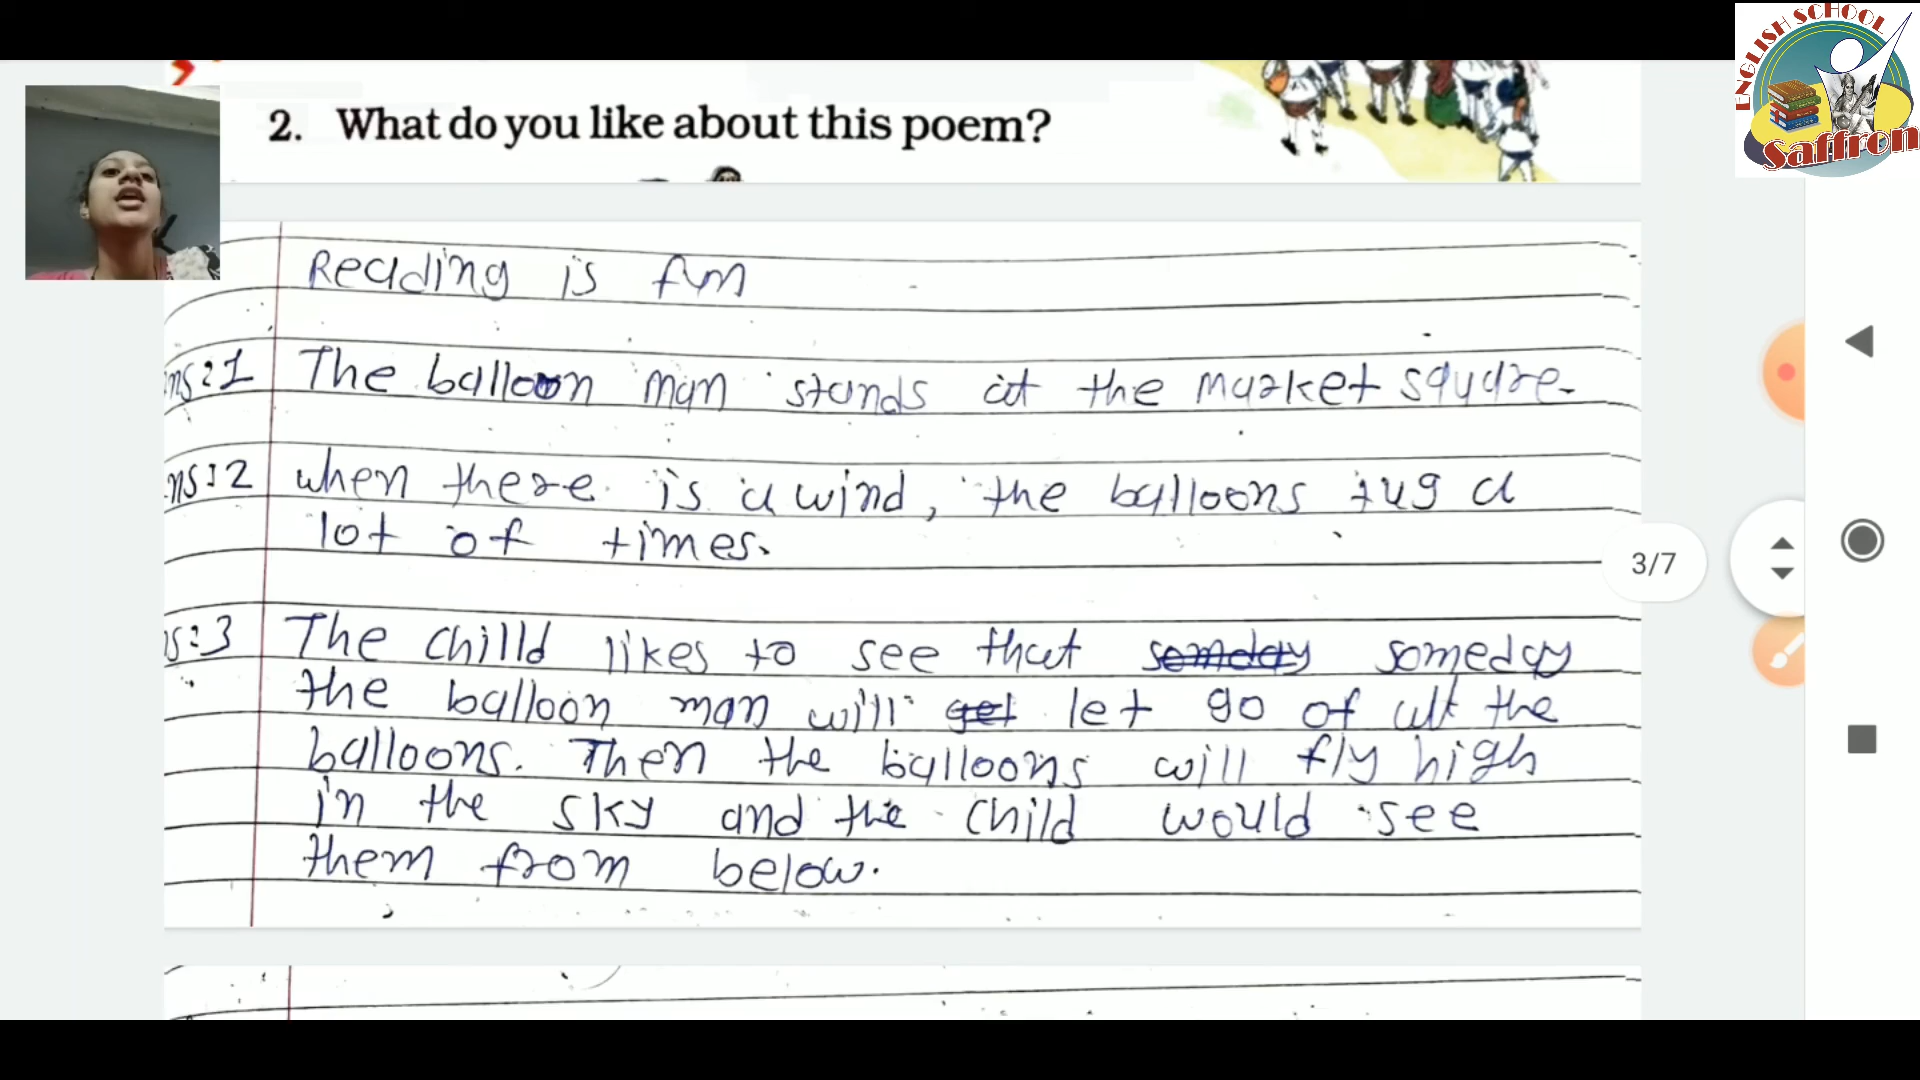 ENGLISH SCHOOL
Saffron
2. What do you like about this poem?
Reading is fun
ns:1 The balloon man stands at the market square.
ns:2 when there is a wind, the balloons tug a
lot of times.
s:3 The chilld likes to see that somday someday
the balloon man will get let go of all the
balloons. Then the balloons will fly high
in the sky and the child would see
them from below.
3/7